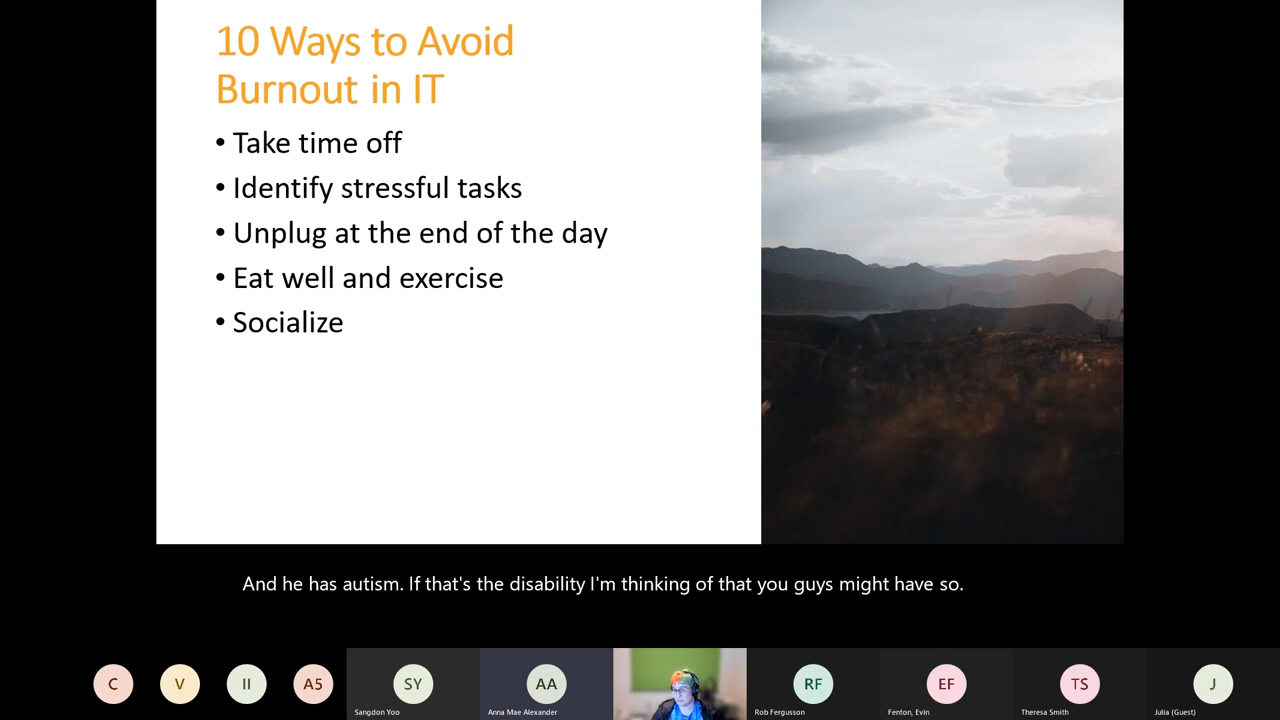 10 Ways to Avoid
Burnout in IT
• Take time off
• Identify stressful tasks
• Unplug at the end of the day
• Eat well and exercise
• Socialize
And he has autism. If that's the disability I'm thinking of that you guys might have so.
C
V
II
A5
SY
AA
RF
EF
TS
J
Sangdon Yoo
Anna Mae Alexander
Rob Fergusson
Fenton, Evin
Theresa Smith
Julia (Guest)